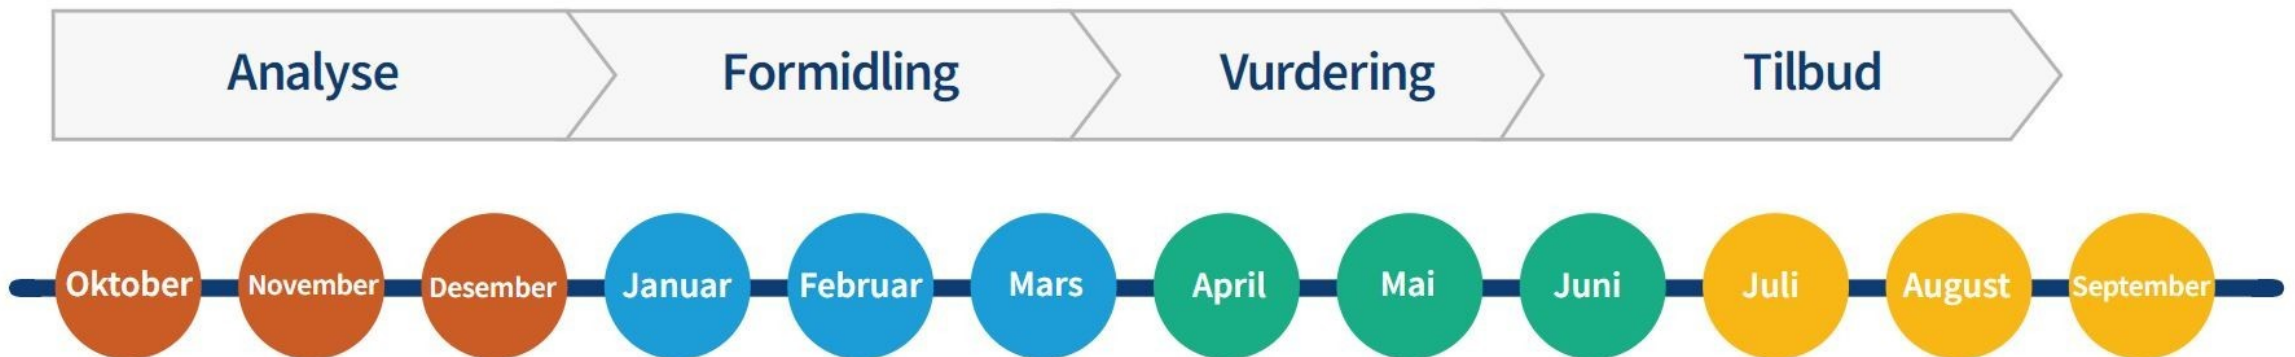 Analyse Formidling Vurdering Tilbud
Oktober November Desember Januar Februar Mars April Mai Juni Juli August September